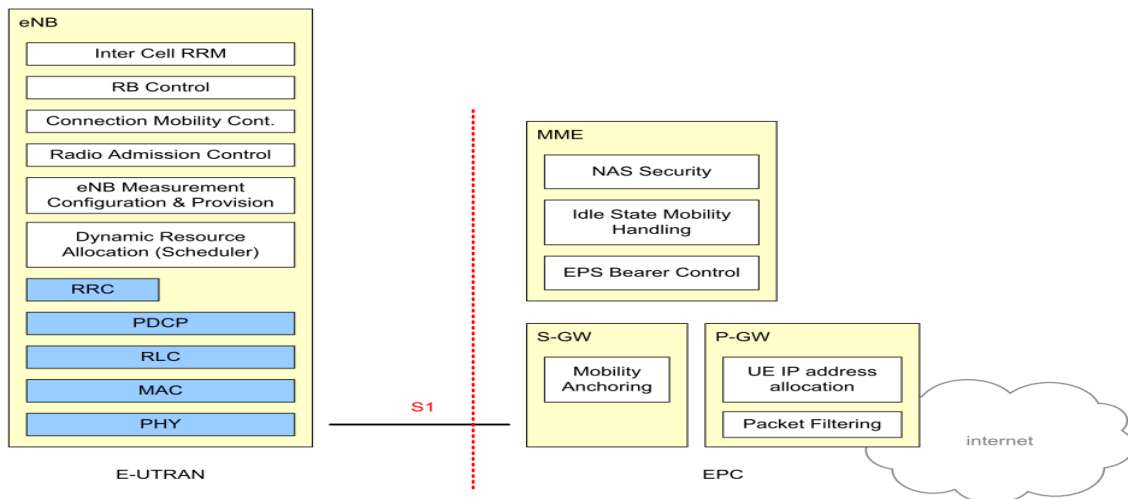 eNB
Inter Cell RRM
RB Control
Connection Mobility Cont.
Radio Admission Control
eNB Measurement
Configuration & Provision
Dynamic Resource
Allocation (Scheduler)
RRC
PDCP
RLC
MAC
PHY
E-UTRAN
S1
MME
NAS Security
Idle State Mobility
Handling
EPS Bearer Control
S-GW
Mobility
Anchoring
P-GW
UE IP address
allocation
Packet Filtering
EPC
internet